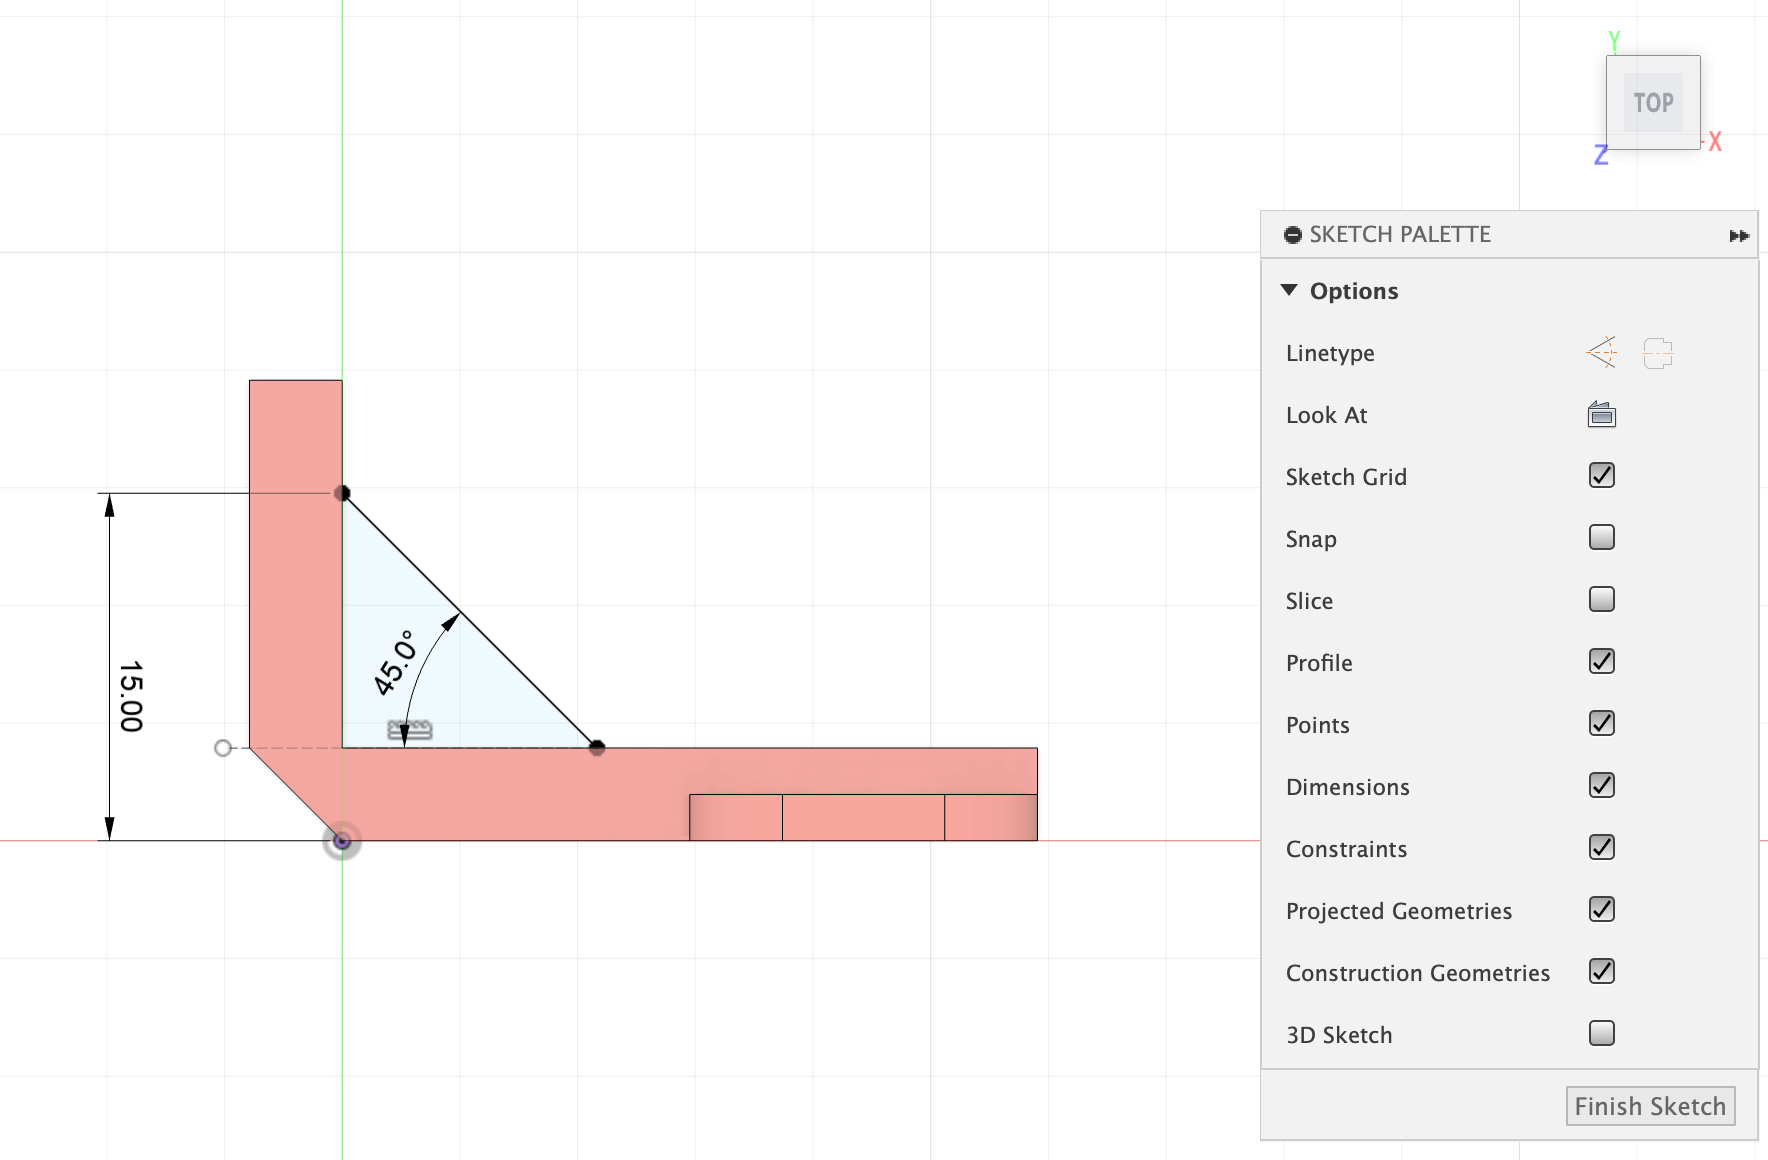 Y
TOP
X
Z
SKETCH PALETTE
Options
Linetype
Look At
Sketch Grid
Snap
Slice
Profile
Points
Dimensions
Constraints
Projected Geometries
Construction Geometries
3D Sketch
Finish Sketch
15.00
45.0°